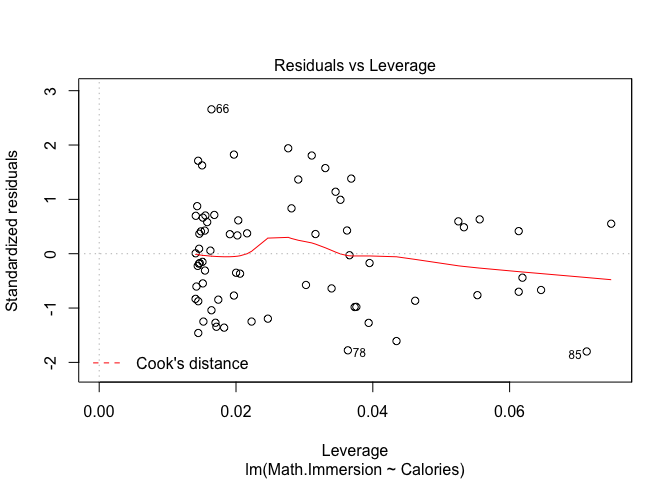 Residuals vs Leverage
3
2
1
0
-1
-2
Standardized residuals
66
78
85
Cook's distance
0.00 0.02 0.04 0.06
Leverage
lm(Math.Immersion ~ Calories)